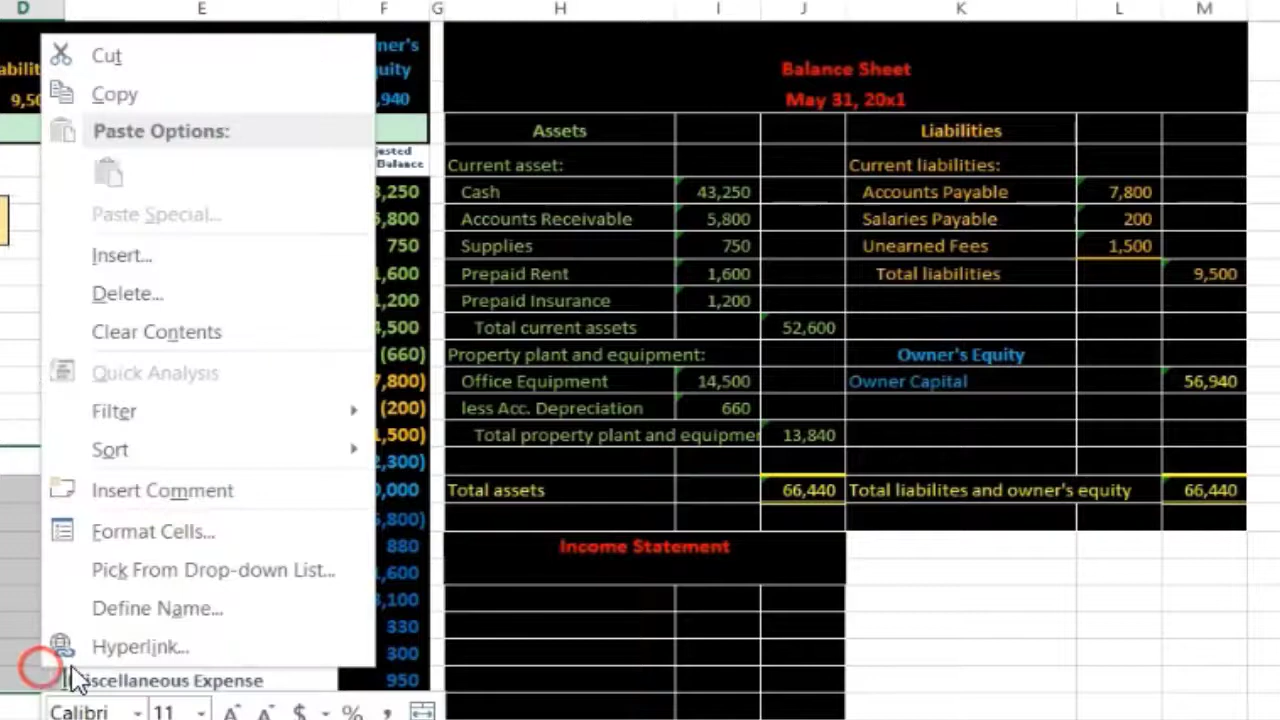 D E F G H I J K L M
Cut
Copy
Paste Options:
Paste Special...
Insert...
Delete...
Clear Contents
Quick Analysis
Filter
Sort
Insert Comment
Format Cells...
Pick From Drop-down List...
Define Name...
Hyperlink...
Calibri 11 A A $ % ,
,940
Balance
3,250
5,800
750
1,600
1,200
4,500
(660)
7,800)
(200)
1,500)
2,300)
0,000
5,800)
880
1,600
3,100
330
300
Miscellaneous Expense 950
Balance Sheet
May 31, 20x1
Assets Liabilities
Current asset: Current liabilities:
Cash 43,250 Accounts Payable 7,800
Accounts Receivable 5,800 Salaries Payable 200
Supplies 750 Unearned Fees 1,500
Prepaid Rent 1,600 Total liabilities 9,500
Prepaid Insurance 1,200
Total current assets 52,600
Property plant and equipment: Owner's Equity
Office Equipment 14,500 Owner Capital 56,940
less Acc. Depreciation 660
Total property plant and equipmen 13,840
Total assets 66,440 Total liabilites and owner's equity 66,440
Income Statement